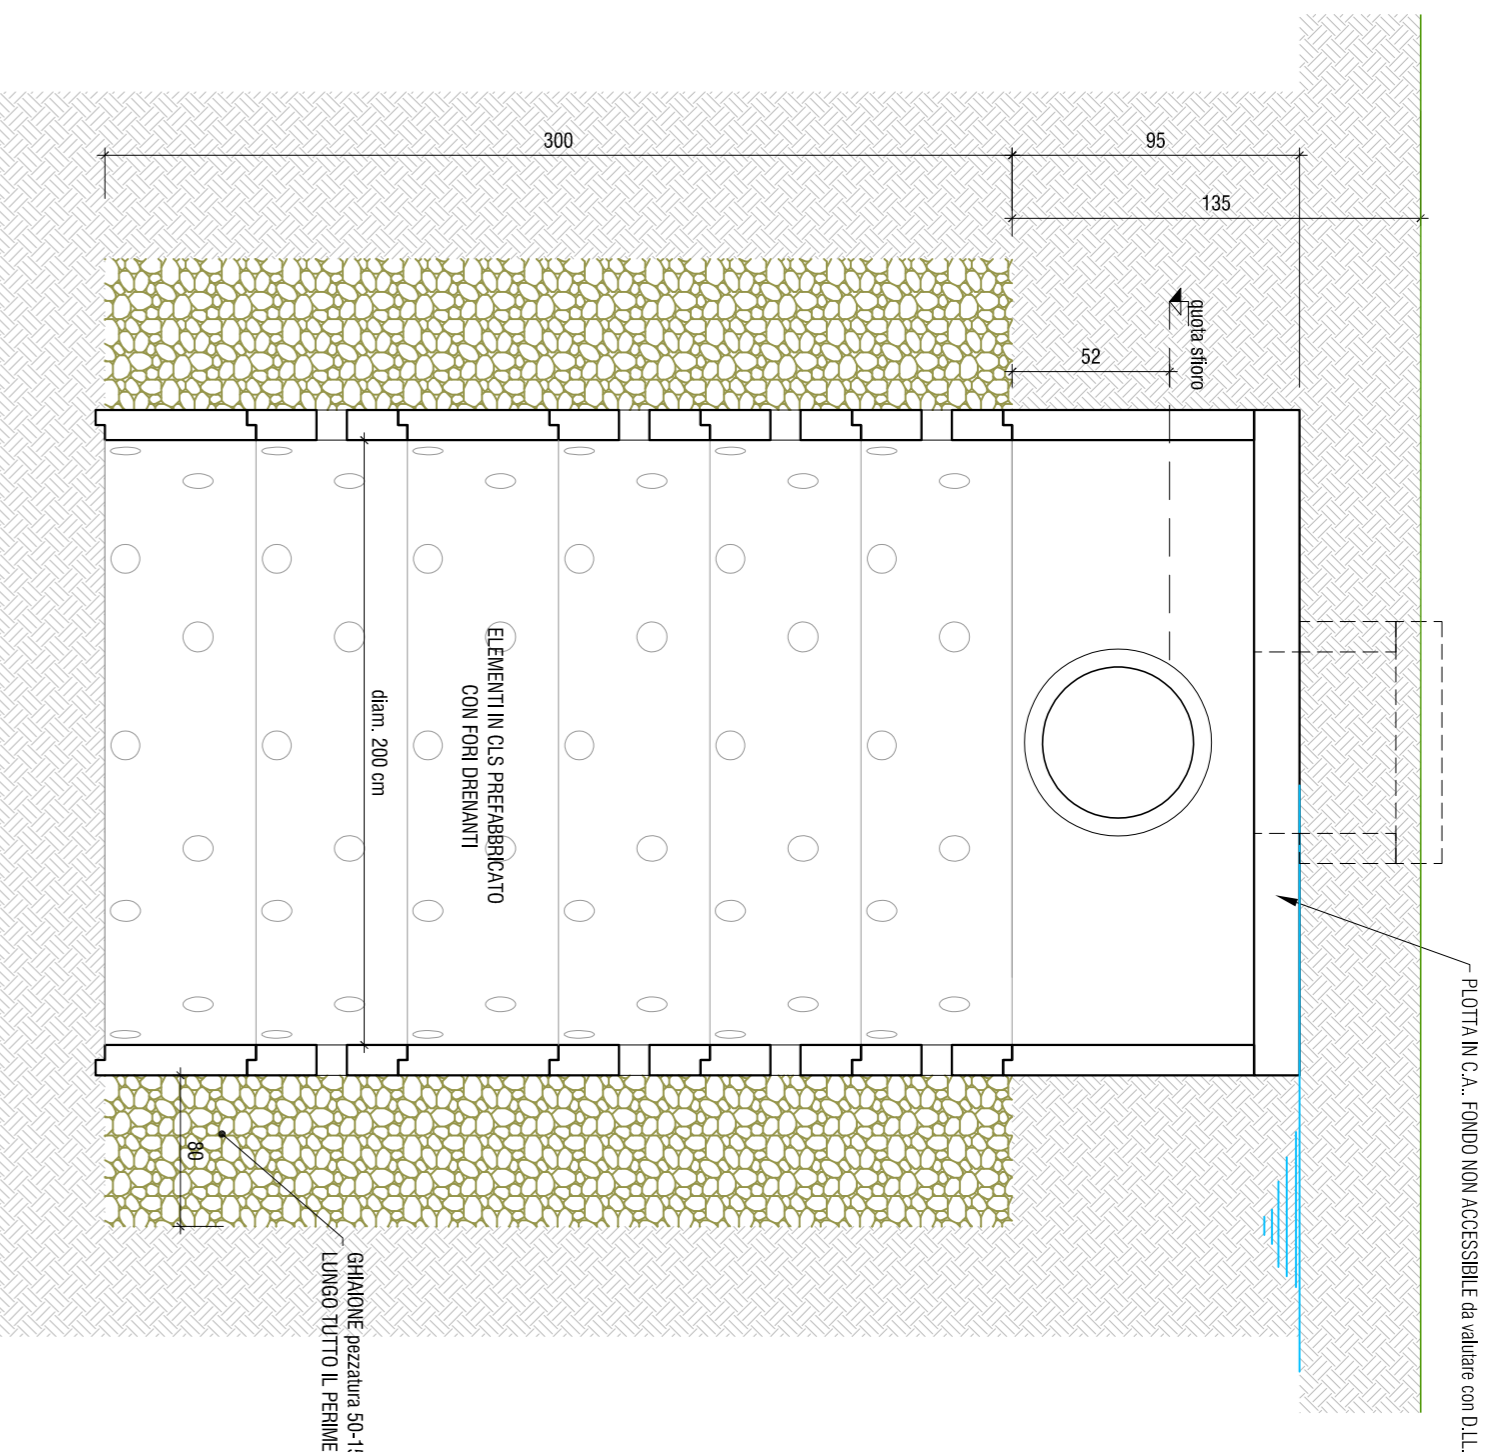 300
95
135
quota sfioro
52
ELEMENTI IN CLS PREFABBRICATO
CON FORI DRENANTI
diam. 200 cm
PLOTTA IN C.A.. FONDO NON ACCESSIBILE da valutare con D.LL.
80
GHIAIONE pezzatura 50-15
LUNGO TUTTO IL PERIME